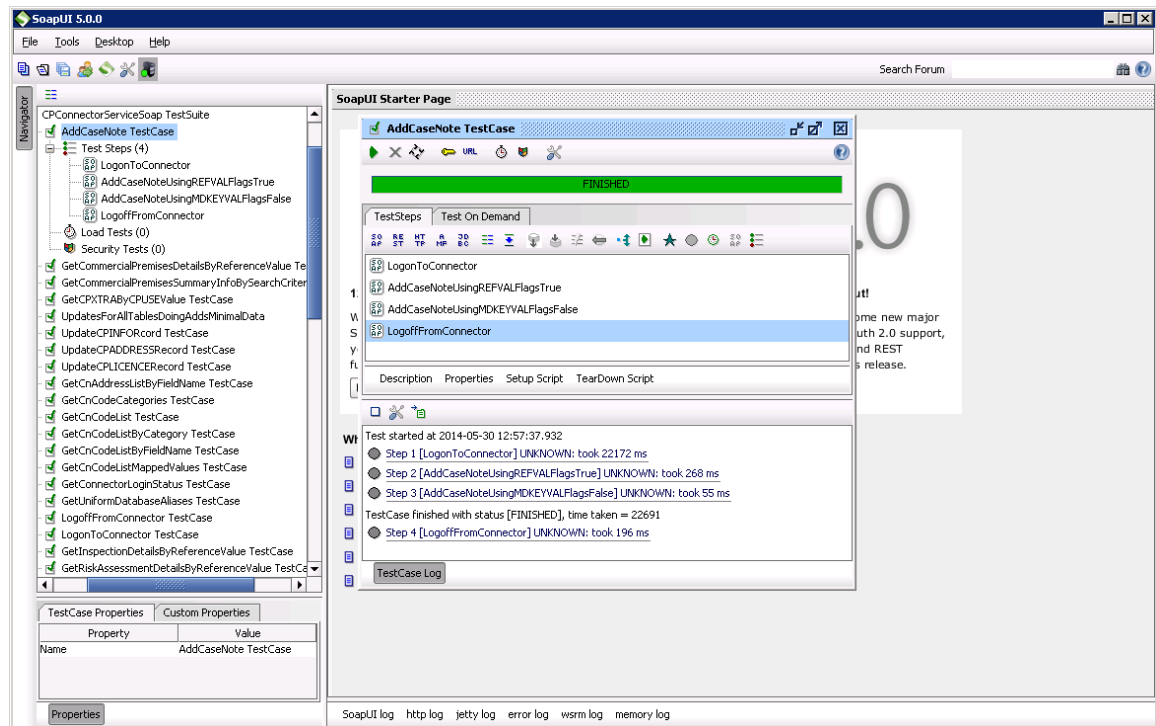 SoapUI 5.0.0
File Tools Desktop Help
Search Forum
Navigator
CPConnectorServiceSoap TestSuite
AddCaseNote TestCase
Test Steps (4)
LogonToConnector
AddCaseNoteUsingREFVALFlagsTrue
AddCaseNoteUsingMDKEYVALFlagsFalse
LogoffFromConnector
Load Tests (0)
Security Tests (0)
GetCommercialPremisesDetailsByReferenceValue Te
GetCommercialPremisesSummaryInfoBySearchCriter
GetCPXTRAByCPUSEValue TestCase
UpdatesForAllTablesDoingAddsMinimalData
UpdateCPINFORcord TestCase
UpdateCPADDRESSRecord TestCase
UpdateCPLICENCERecord TestCase
GetCnAddressListByFieldName TestCase
GetCnCodeCategories TestCase
GetCnCodeList TestCase
GetCnCodeListByCategory TestCase
GetCnCodeListByFieldName TestCase
GetCnCodeListMappedValues TestCase
GetConnectorLoginStatus TestCase
GetUniformDatabaseAliases TestCase
LogoffFromConnector TestCase
LogonToConnector TestCase
GetInspectionDetailsByReferenceValue TestCase
GetRiskAssessmentDetailsByReferenceValue TestCa
TestCase Properties Custom Properties
Property Value
Name AddCaseNote TestCase
Properties
SoapUI Starter Page
AddCaseNote TestCase
URL
FINISHED
TestSteps Test On Demand
LogonToConnector
AddCaseNoteUsingREFVALFlagsTrue
AddCaseNoteUsingMDKEYVALFlagsFalse
LogoffFromConnector
Description Properties Setup Script TearDown Script
Test started at 2014-05-30 12:57:37.932
Step 1 [LogonToConnector] UNKNOWN: took 22172 ms
Step 2 [AddCaseNoteUsingREFVALFlagsTrue] UNKNOWN: took 268 ms
Step 3 [AddCaseNoteUsingMDKEYVALFlagsFalse] UNKNOWN: took 55 ms
TestCase finished with status [FINISHED], time taken = 22691
Step 4 [LogoffFromConnector] UNKNOWN: took 196 ms
TestCase Log
.0
ut!
ome new major
uth 2.0 support,
nd REST
s release.
SoapUI log http log jetty log error log wsrm log memory log